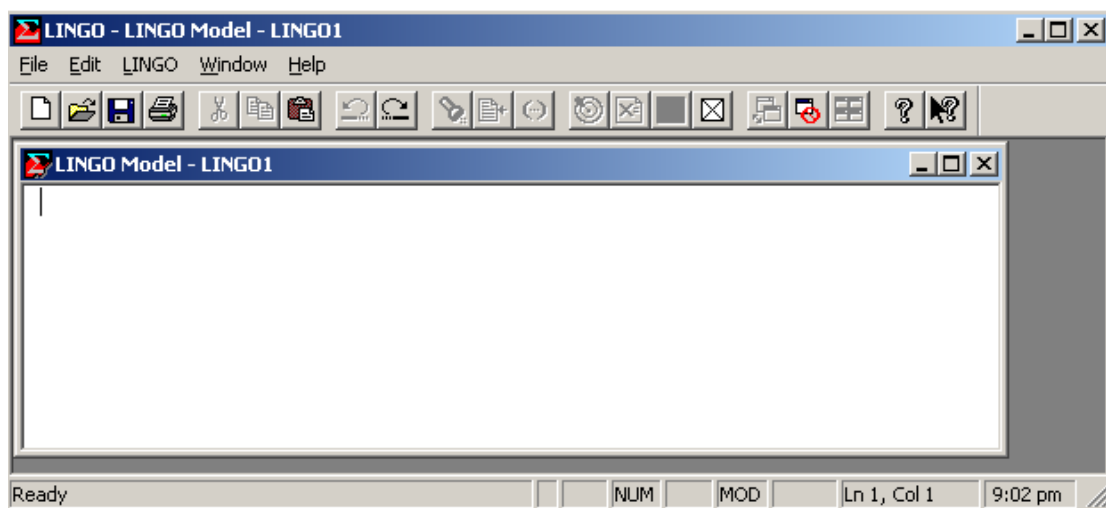 LINGO - LINGO Model - LINGO1
File Edit LINGO Window Help
LINGO Model - LINGO1
Ready NUM MOD Ln 1, Col 1 9:02 pm